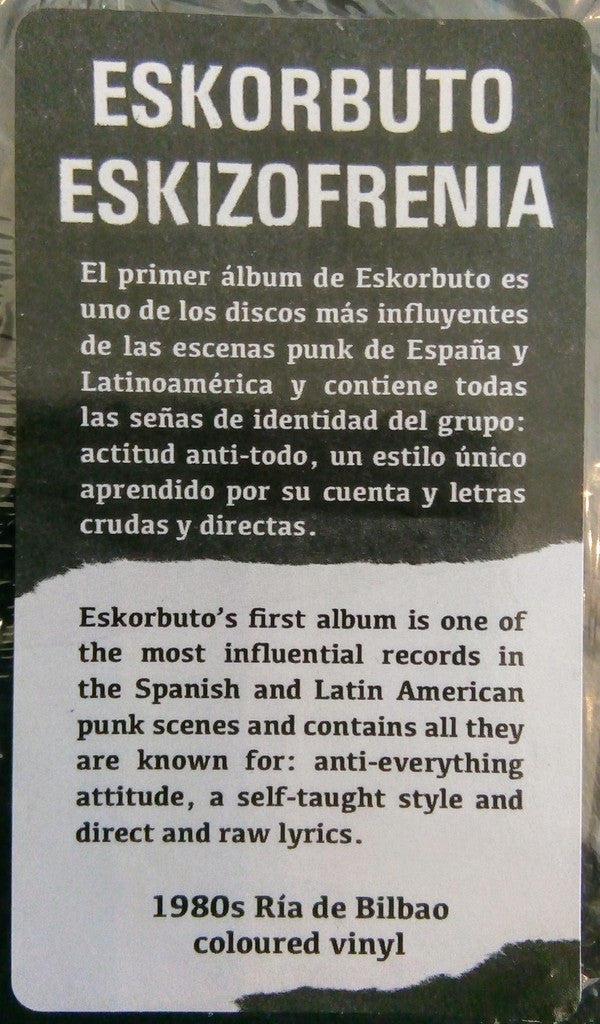 ESKORBUTO
ESKIZOFRENIA
El primer álbum de Eskorbuto es
uno de los discos más influyentes
de las escenas punk de España y
Latinoamérica y contiene todas
las señas de identidad del grupo:
actitud anti-todo, un estilo único
aprendido por su cuenta y letras
crudas y directas.
Eskorbuto's first album is one of
the most influential records in
the Spanish and Latin American
punk scenes and contains all they
are known for: anti-everything
attitude, a self-taught style and
direct and raw lyrics.
1980s Ría de Bilbao
coloured vinyl